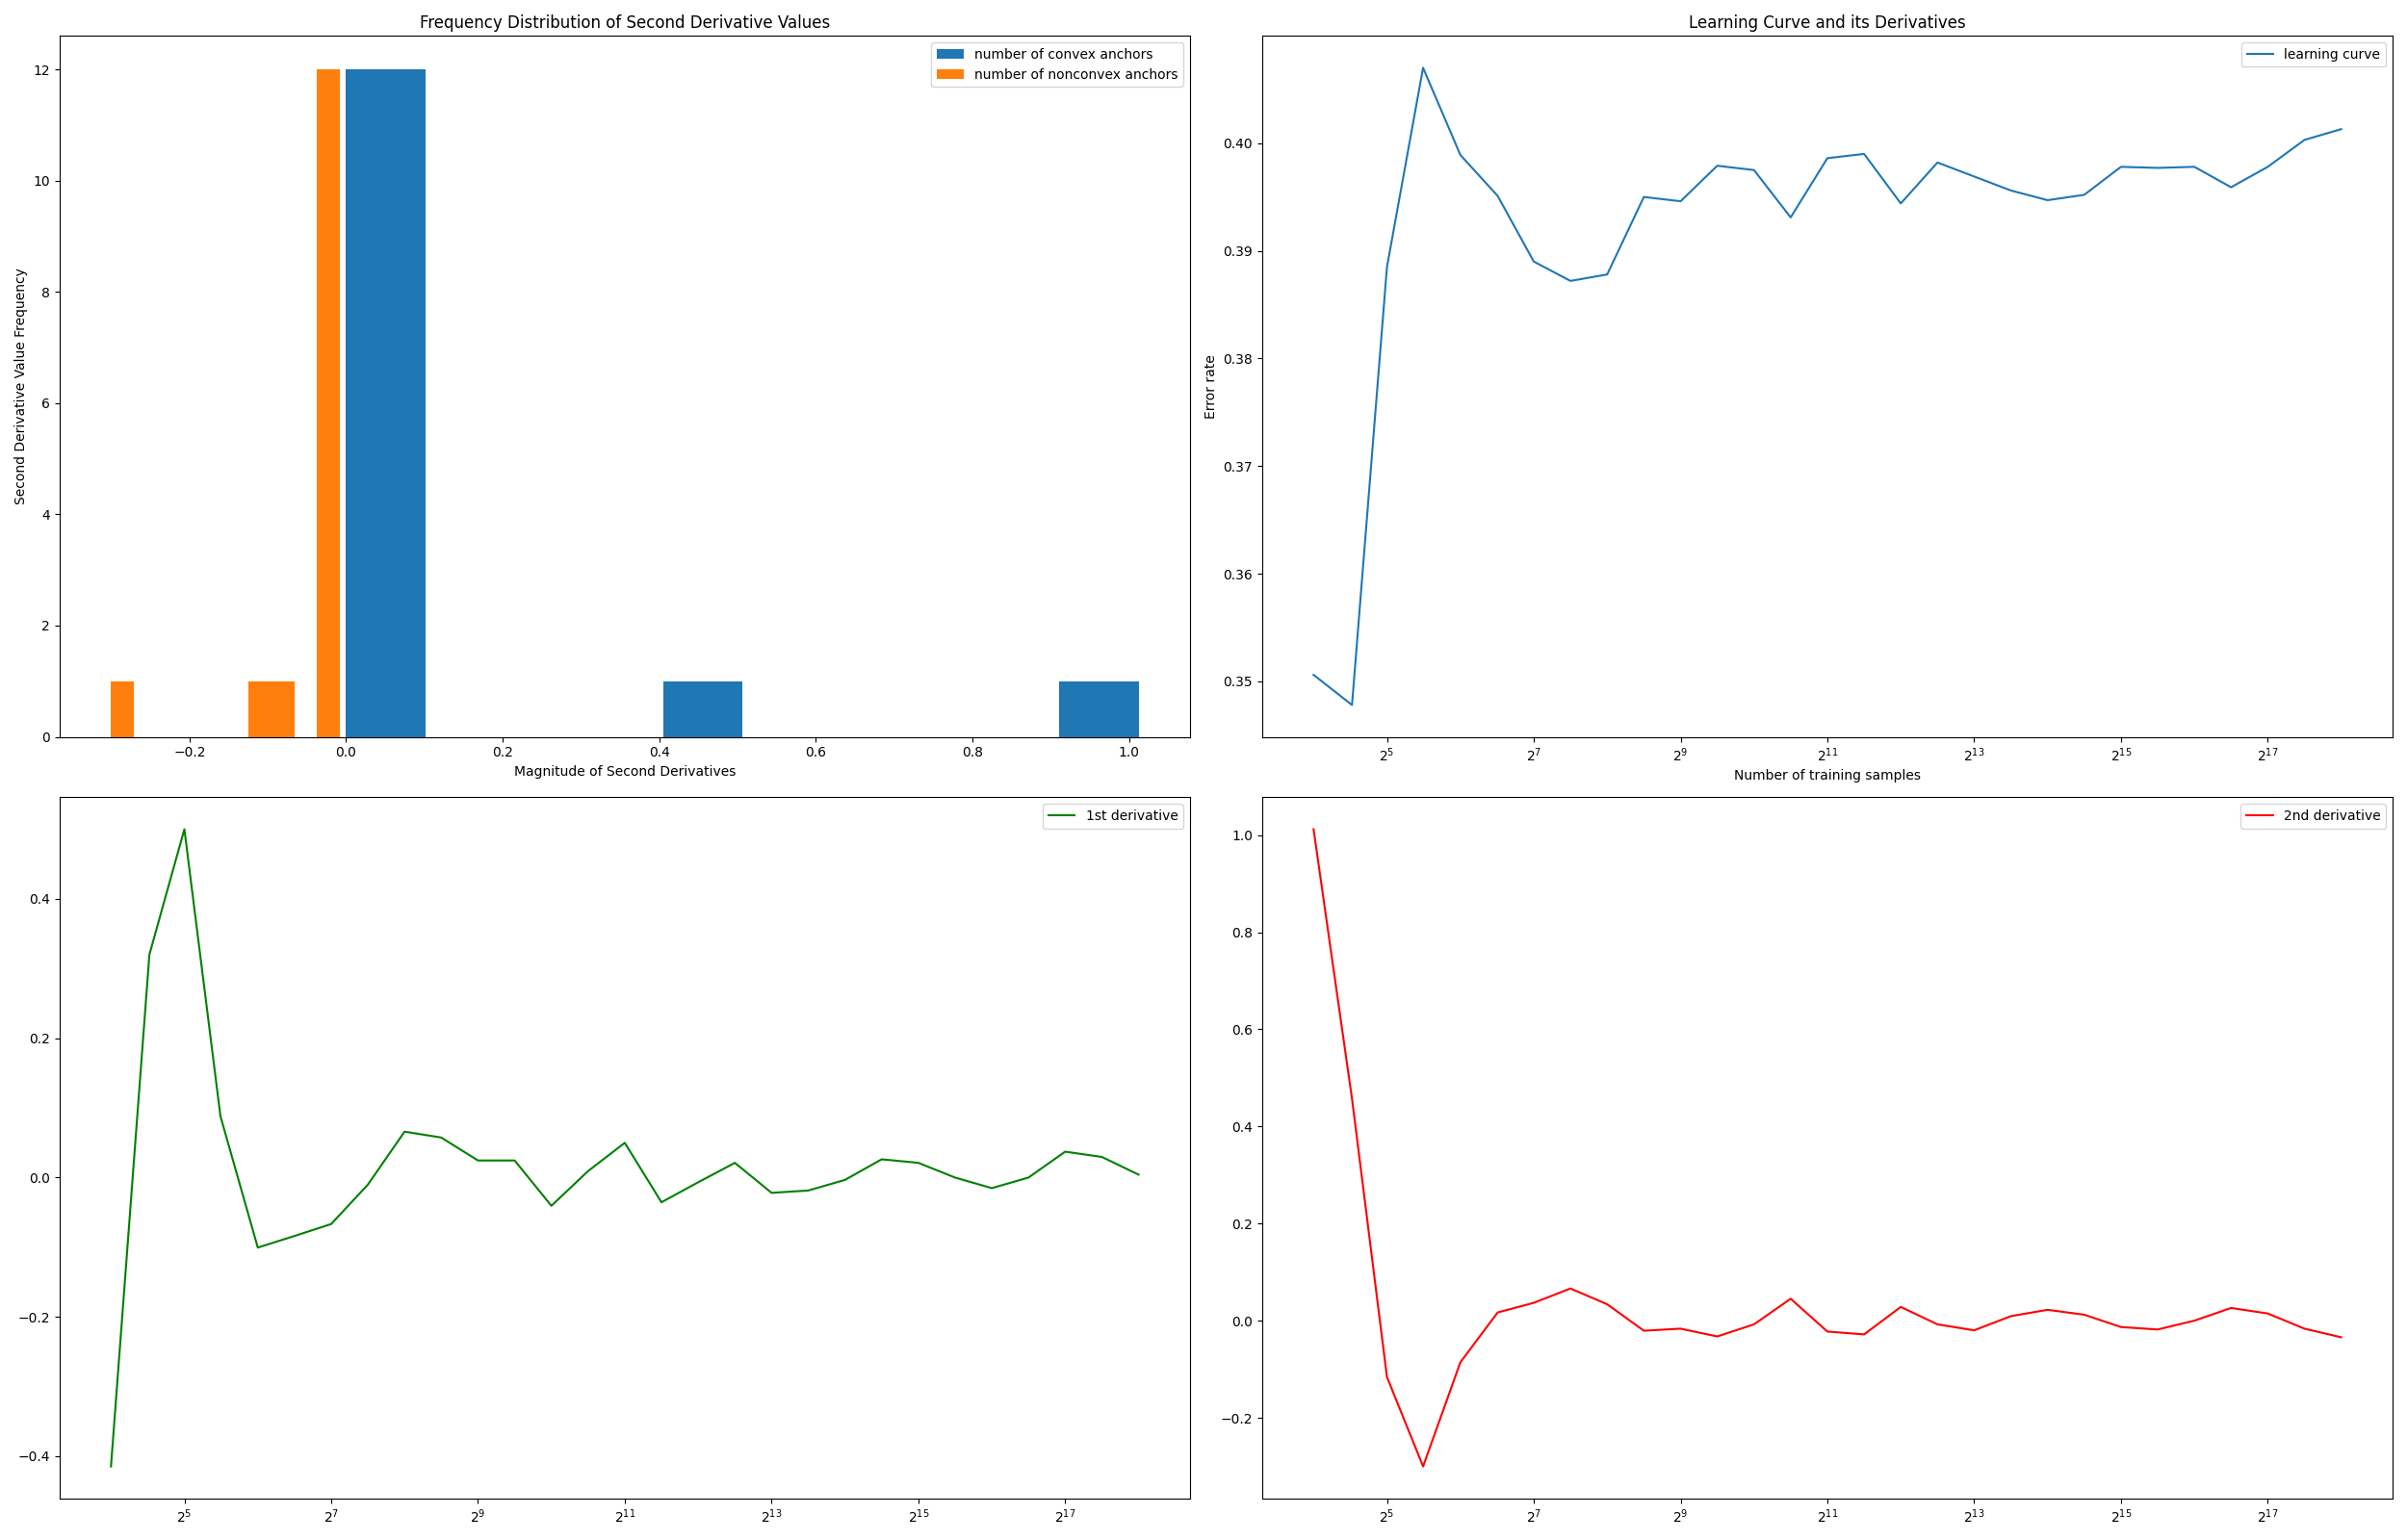 Frequency Distribution of Second Derivative Values
number of convex anchors
number of nonconvex anchors
12
10
8
6
4
2
0
Second Derivative Value Frequency
−0.2 0.0 0.2 0.4 0.6 0.8 1.0
Magnitude of Second Derivatives
Learning Curve and its Derivatives
learning curve
0.40
0.39
0.38
0.37
0.36
0.35
Error rate
2^5 2^7 2^9 2^11 2^13 2^15 2^17
Number of training samples
1st derivative
0.4
0.2
0.0
−0.2
−0.4
2^5 2^7 2^9 2^11 2^13 2^15 2^17
2nd derivative
1.0
0.8
0.6
0.4
0.2
0.0
−0.2
2^5 2^7 2^9 2^11 2^13 2^15 2^17